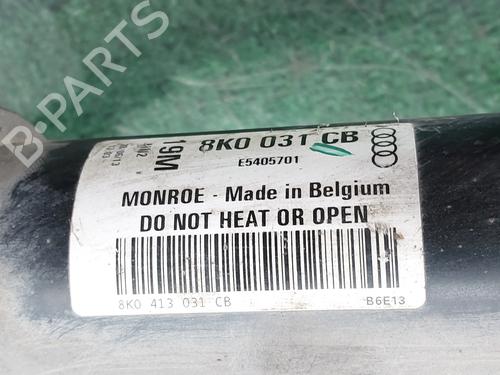 B-PARTS
8K0 031 CB
E5405701
.9M
MONROE - Made in Belgium
DO NOT HEAT OR OPEN
8K0 413 031 CB
B6E13